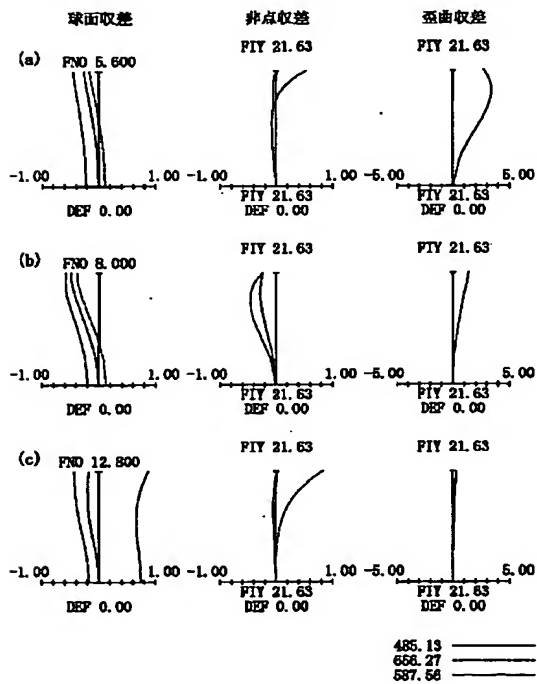 球面収差 非点収差 歪曲収差
(a) FNO 5.600 FIY 21.63 FIY 21.63
-1.00 1.00 -1.00 1.00 -5.00 5.00
FIY 21.63 FIY 21.63
DEF 0.00 DEF 0.00 DEF 0.00
(b) FNO 8.000 FIY 21.63 FIY 21.63
-1.00 1.00 -1.00 1.00 -5.00 5.00
FIY 21.63 FIY 21.63
DEF 0.00 DEF 0.00 DEF 0.00
(c) FNO 12.800 FIY 21.63 FIY 21.63
-1.00 1.00 -1.00 1.00 -5.00 5.00
FIY 21.63 FIY 21.63
DEF 0.00 DEF 0.00 DEF 0.00
485.13
656.27
587.56